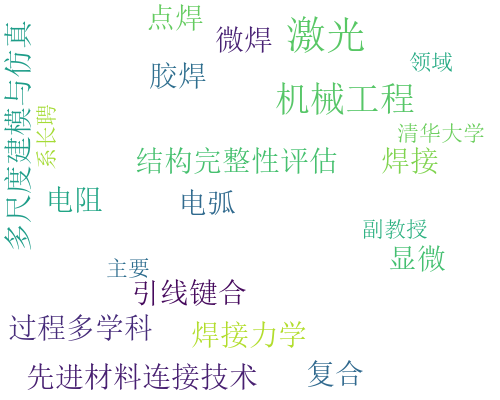 点焊
激光
微焊
多尺度建模与仿真
领域
胶焊
机械工程
系长聘
清华大学
结构完整性评估
焊接
电阻
电弧
副教授
显微
主要
引线键合
过程多学科
焊接力学
先进材料连接技术
复合